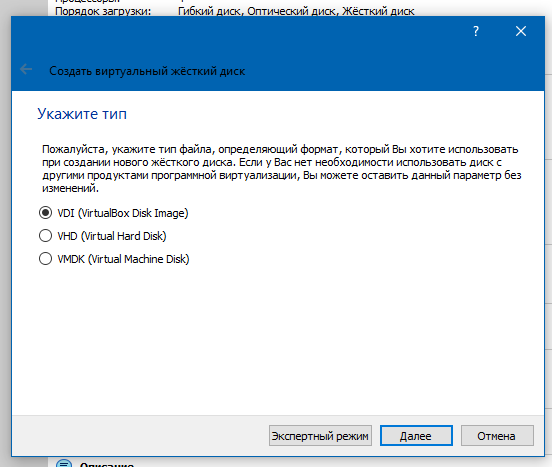 Порядок загрузки: Гибкий диск, Оптический диск, Жёсткий диск
?
Создать виртуальный жёсткий диск
Укажите тип
Пожалуйста, укажите тип файла, определяющий формат, который Вы хотите использовать
при создании нового жёсткого диска. Если у Вас нет необходимости использовать диск с
другими продуктами программной виртуализации, Вы можете оставить данный параметр без
изменений.
VDI (VirtualBox Disk Image)
VHD (Virtual Hard Disk)
VMDK (Virtual Machine Disk)
Экспертный режим Далее Отмена